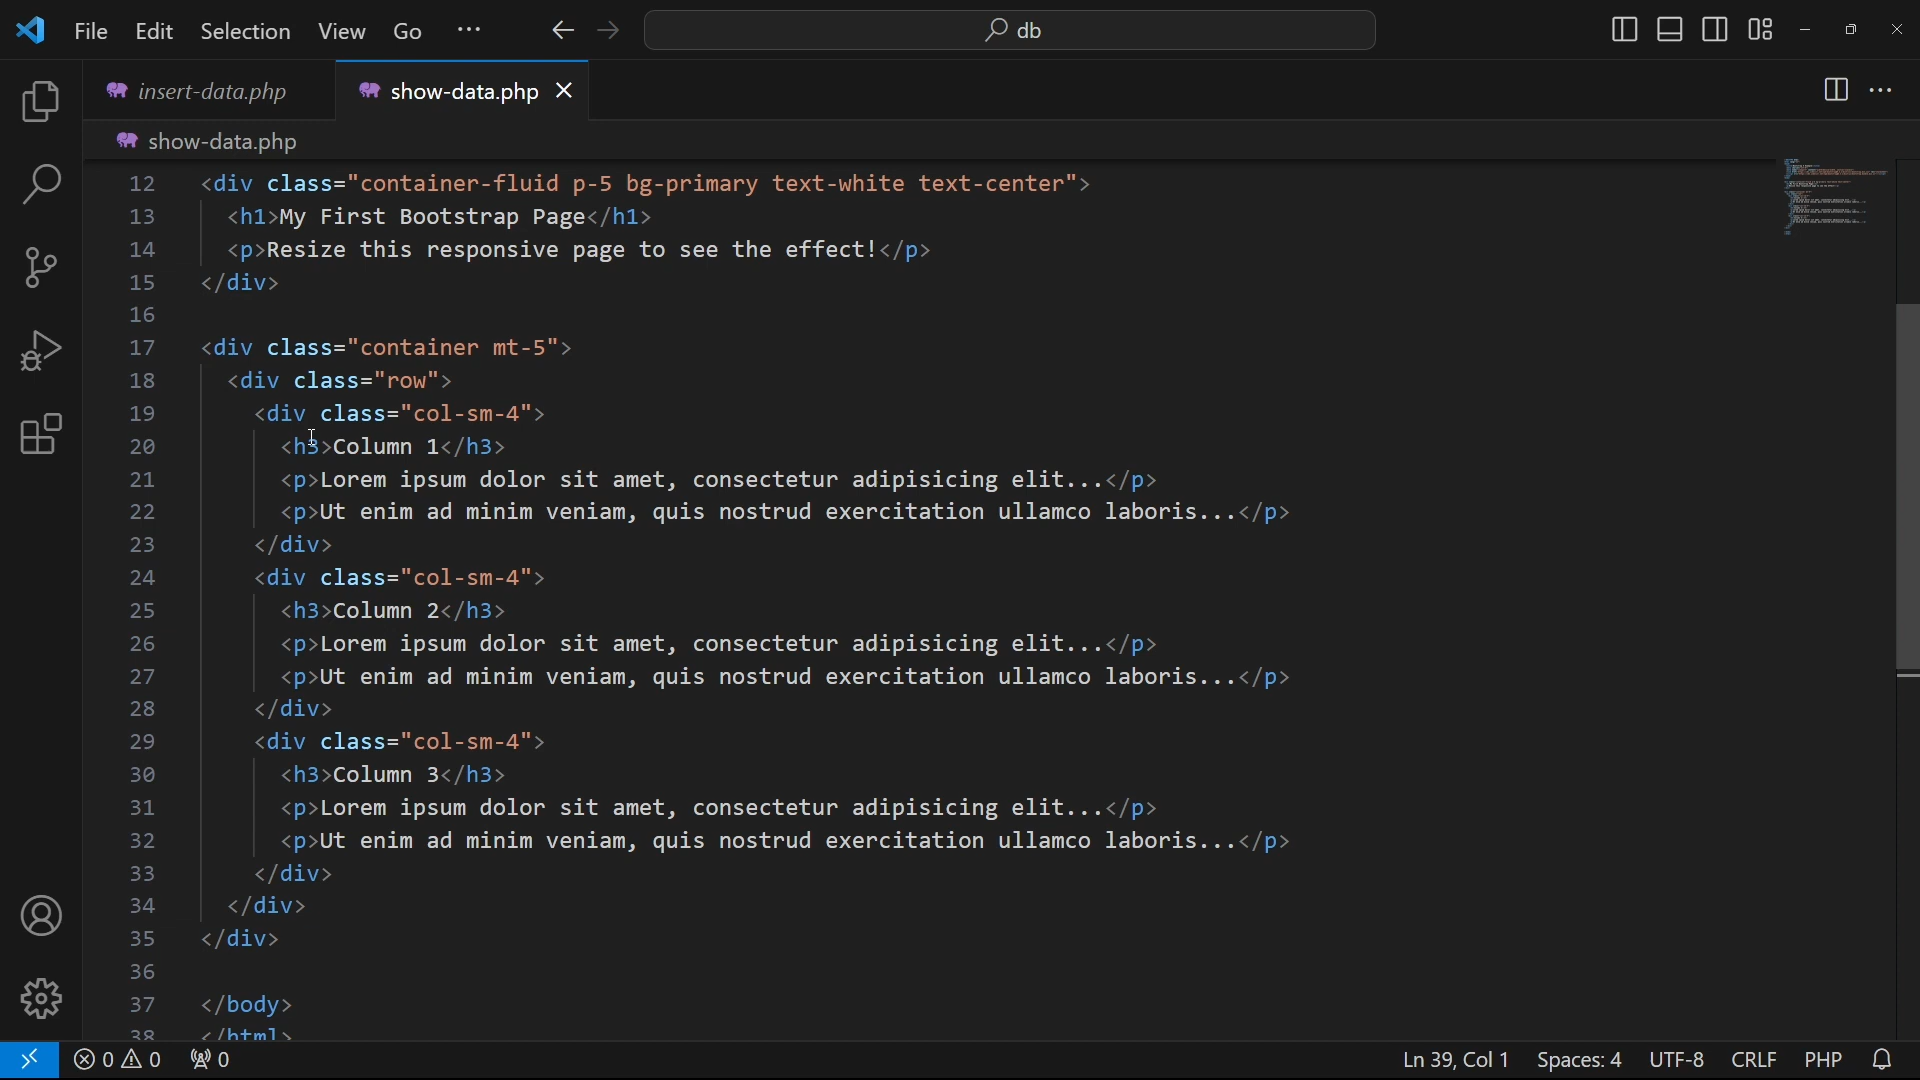 File Edit Selection View Go ··· db
insert-data.php show-data.php
show-data.php
12 <div class="container-fluid p-5 bg-primary text-white text-center">
13 <h1>My First Bootstrap Page</h1>
14 <p>Resize this responsive page to see the effect!</p>
15 </div>
16
17 <div class="container mt-5">
18 <div class="row">
19 <div class="col-sm-4">
20 <h3>Column 1</h3>
21 <p>Lorem ipsum dolor sit amet, consectetur adipisicing elit...</p>
22 <p>Ut enim ad minim veniam, quis nostrud exercitation ullamco laboris...</p>
23 </div>
24 <div class="col-sm-4">
25 <h3>Column 2</h3>
26 <p>Lorem ipsum dolor sit amet, consectetur adipisicing elit...</p>
27 <p>Ut enim ad minim veniam, quis nostrud exercitation ullamco laboris...</p>
28 </div>
29 <div class="col-sm-4">
30 <h3>Column 3</h3>
31 <p>Lorem ipsum dolor sit amet, consectetur adipisicing elit...</p>
32 <p>Ut enim ad minim veniam, quis nostrud exercitation ullamco laboris...</p>
33 </div>
34 </div>
35 </div>
36
37 </body>
38 </html>
0 0 0 Ln 39, Col 1 Spaces: 4 UTF-8 CRLF PHP